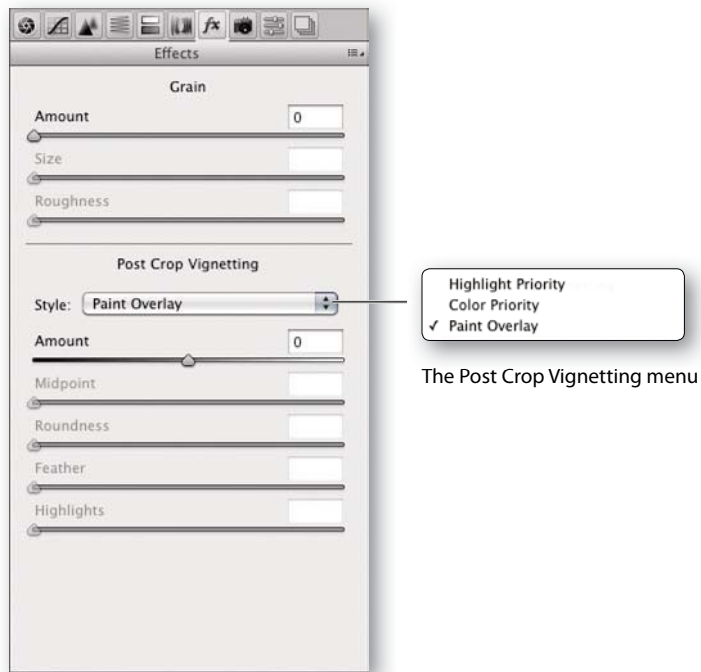 fx
Effects
Grain
Amount 0
Size
Roughness
Post Crop Vignetting
Style: Paint Overlay
Amount 0
Midpoint
Roundness
Feather
Highlights
Highlight Priority
Color Priority
✓ Paint Overlay
The Post Crop Vignetting menu